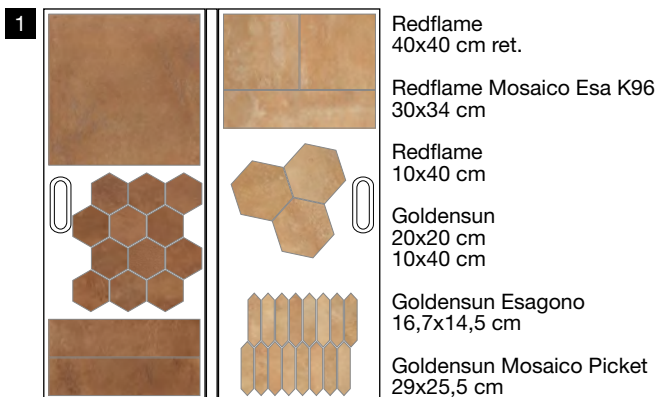 1
Redflame
40x40 cm ret.
Redflame Mosaico Esa K96
30x34 cm
Redflame
10x40 cm
Goldensun
20x20 cm
10x40 cm
Goldensun Esagono
16,7x14,5 cm
Goldensun Mosaico Picket
29x25,5 cm